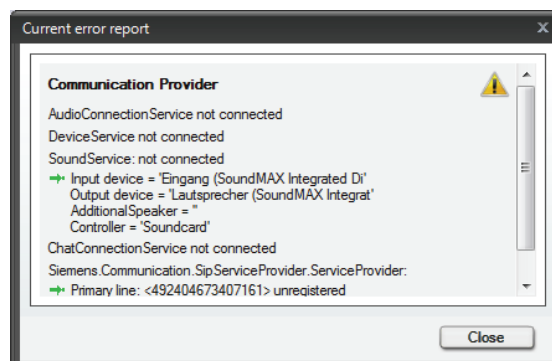 Current error report
Communication Provider
AudioConnectionService not connected
DeviceService not connected
SoundService: not connected
Input device = 'Eingang (SoundMAX Integrated Di'
Output device = 'Lautsprecher (SoundMAX Integrat'
AdditionalSpeaker = ''
Controller = 'Soundcard'
ChatConnectionService not connected
Siemens.Communication.SipServiceProvider.ServiceProvider:
Primary line: <492404673407161> unregistered
Close